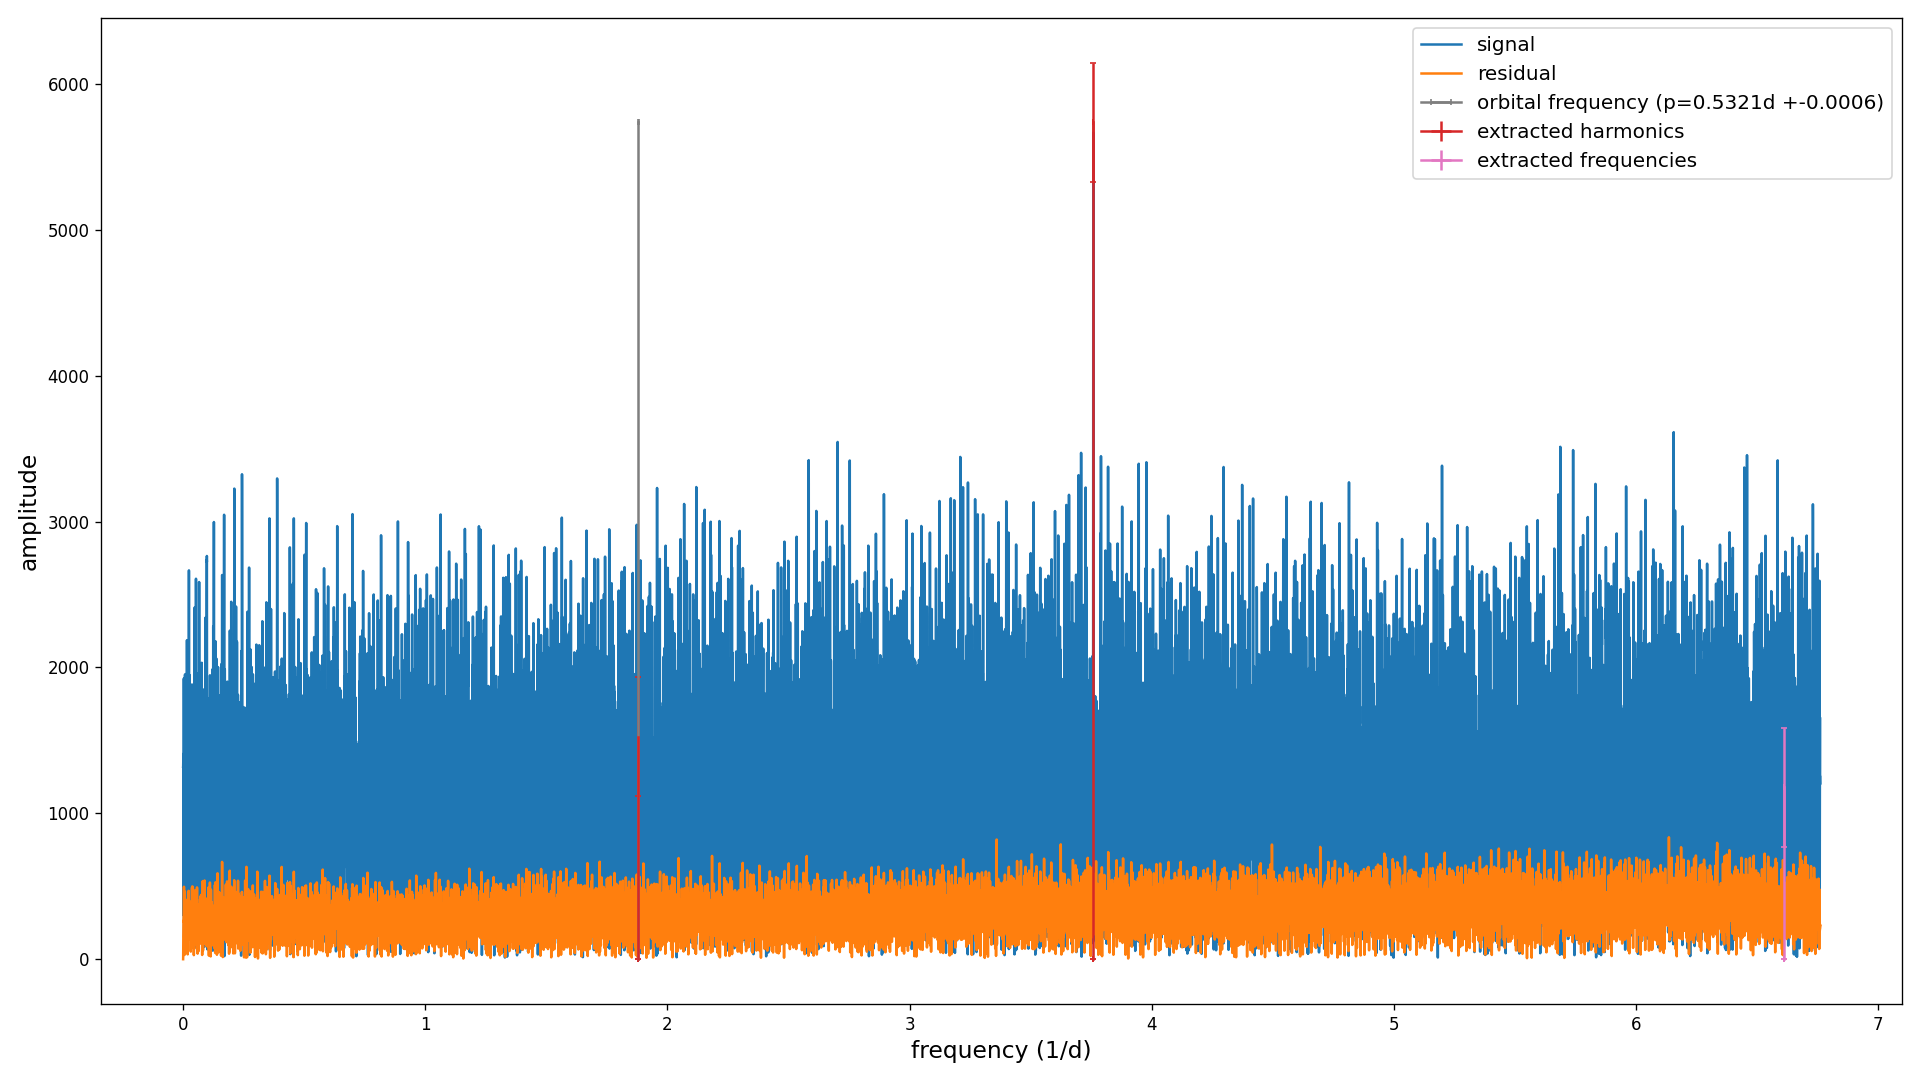 signal
residual
orbital frequency (p=0.5321d +-0.0006)
extracted harmonics
extracted frequencies
6000
5000
4000
3000
2000
1000
0
amplitude
0 1 2 3 4 5 6 7
frequency (1/d)